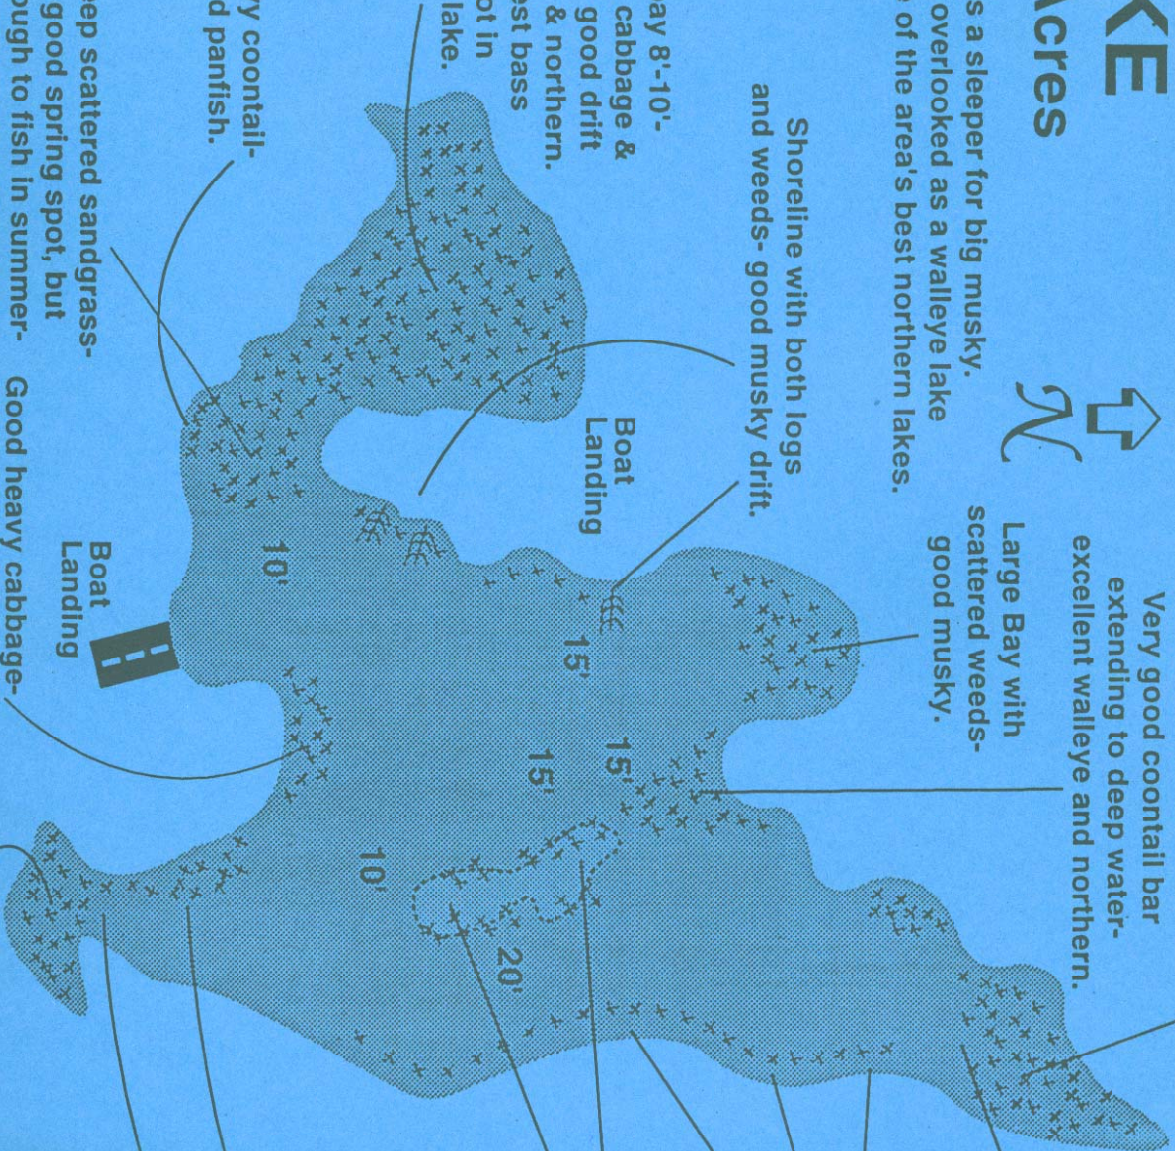 KE
Acres
s a sleeper for big musky.
overlooked as a walleye lake
of the area's best northern lakes.
N
Very good coontail bar
extending to deep water-
excellent walleye and northern.
Large Bay with
scattered weeds-
good musky.
Shoreline with both logs
and weeds- good musky drift.
bay 8'-10'-
cabbage &
good drift
& northern.
est bass
ot in
lake.
Boat
Landing
15'
15'
15'
20'
10'
10'
vy coontail-
d panfish.
eep scattered sandgrass-
good spring spot, but
ough to fish in summer-
Boat
Landing
Good heavy cabbage-